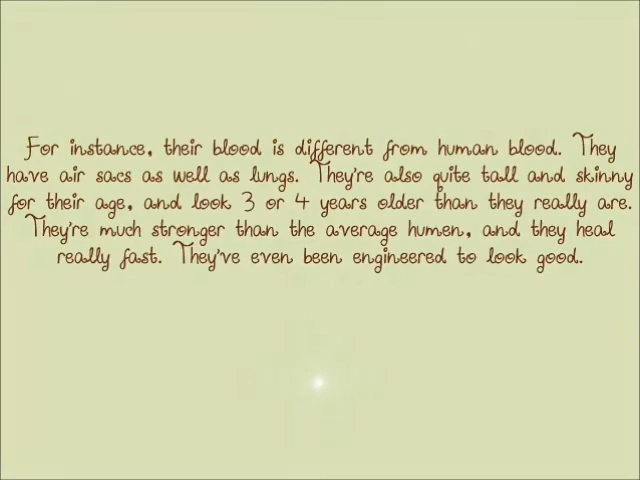 For instance, their blood is different from human blood. They
have air sacs as well as lungs. They're also quite tall and skinny
for their age, and look 3 or 4 years older than they really are.
They're much stronger than the average humen, and they heal
really fast. They've even been engineered to look good.